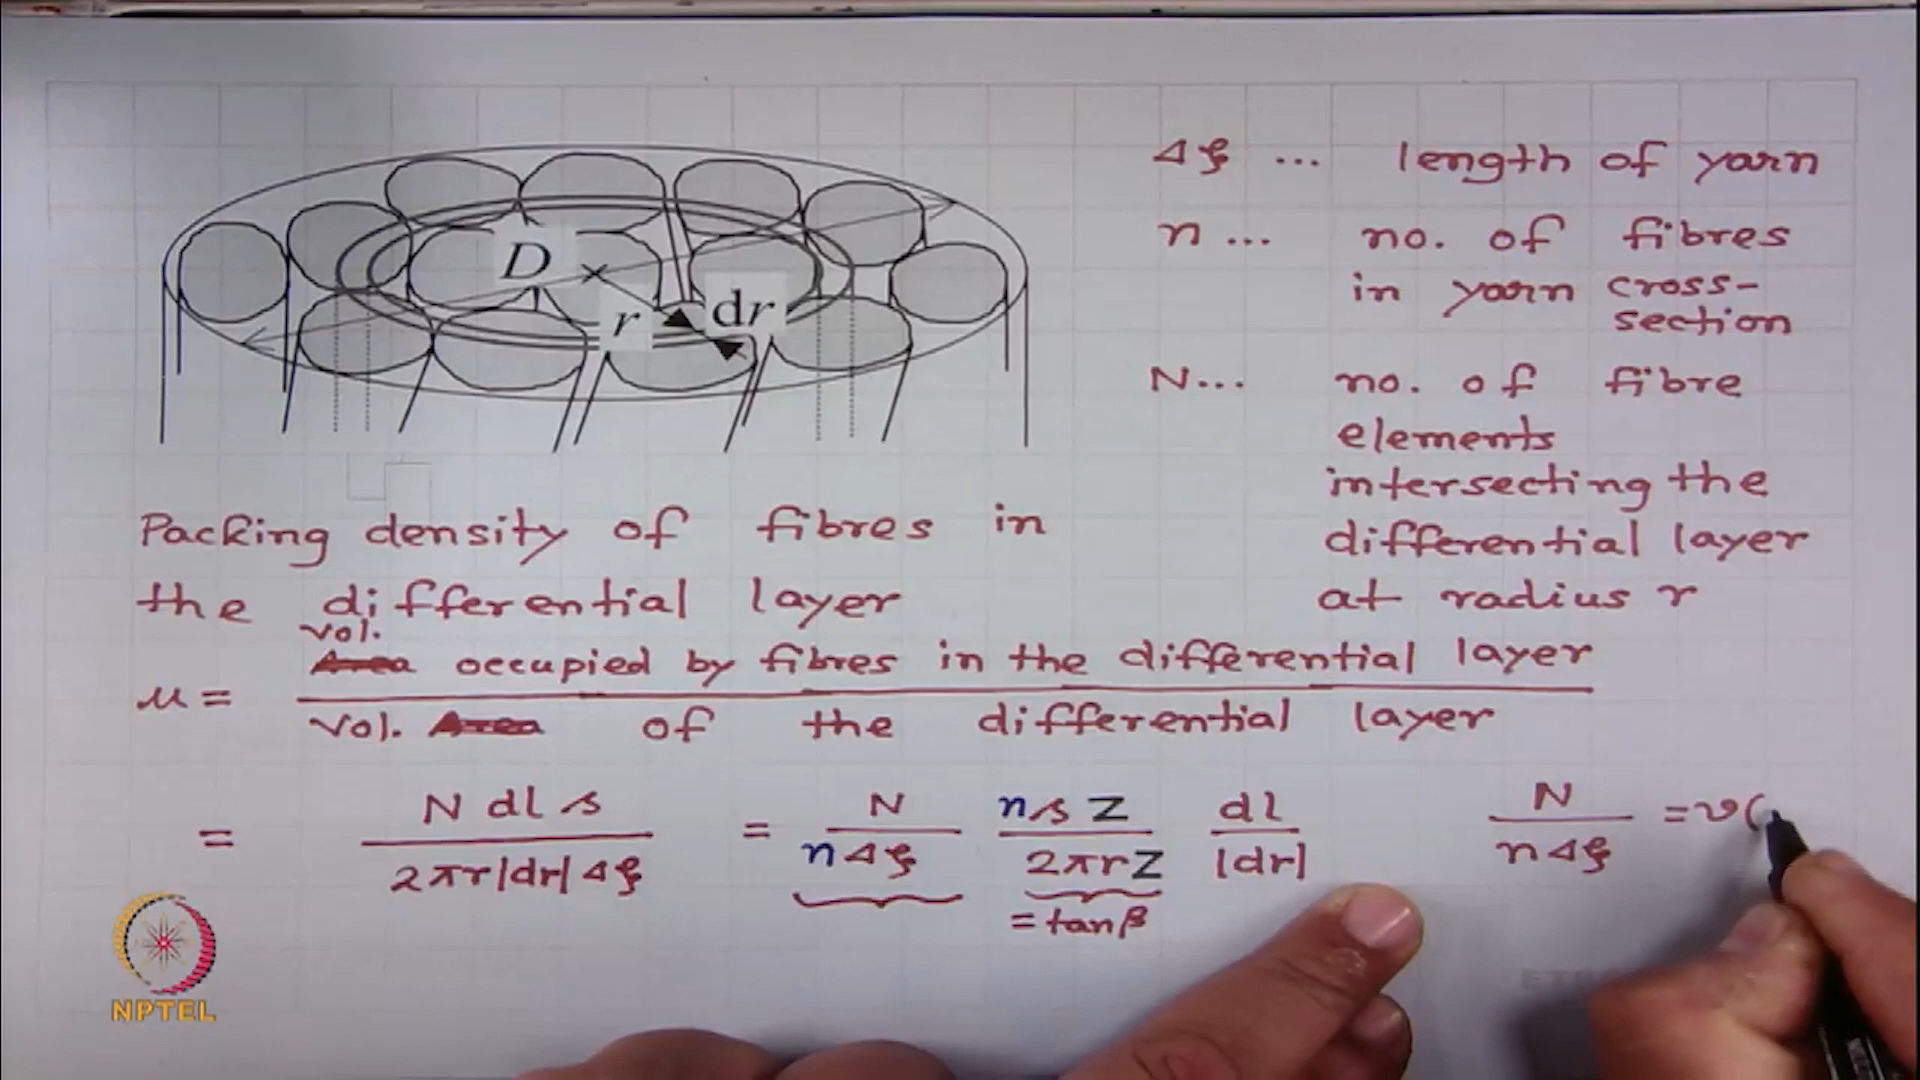 D
r
dr
Δξ ... length of yarn
n ... no. of fibres
in yarn cross-
section
N... no. of fibre
elements
intersecting the
differential layer
at radius r
Packing density of fibres in
the differential layer
μ = vol. Area occupied by fibres in the differential layer
vol. Area of the differential layer
= N dl s / 2πr|dr|Δξ = N / nΔξ n s Z / 2πrZ dl / |dr|
= tanβ
N / nΔξ = ν(
NPTEL